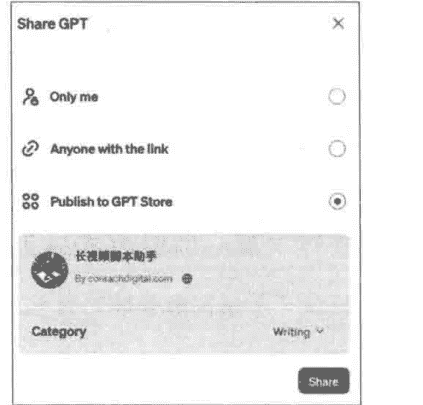 Share GPT
Only me
Anyone with the link
Publish to GPT Store
长视频脚本助手
Category
Writing
Share